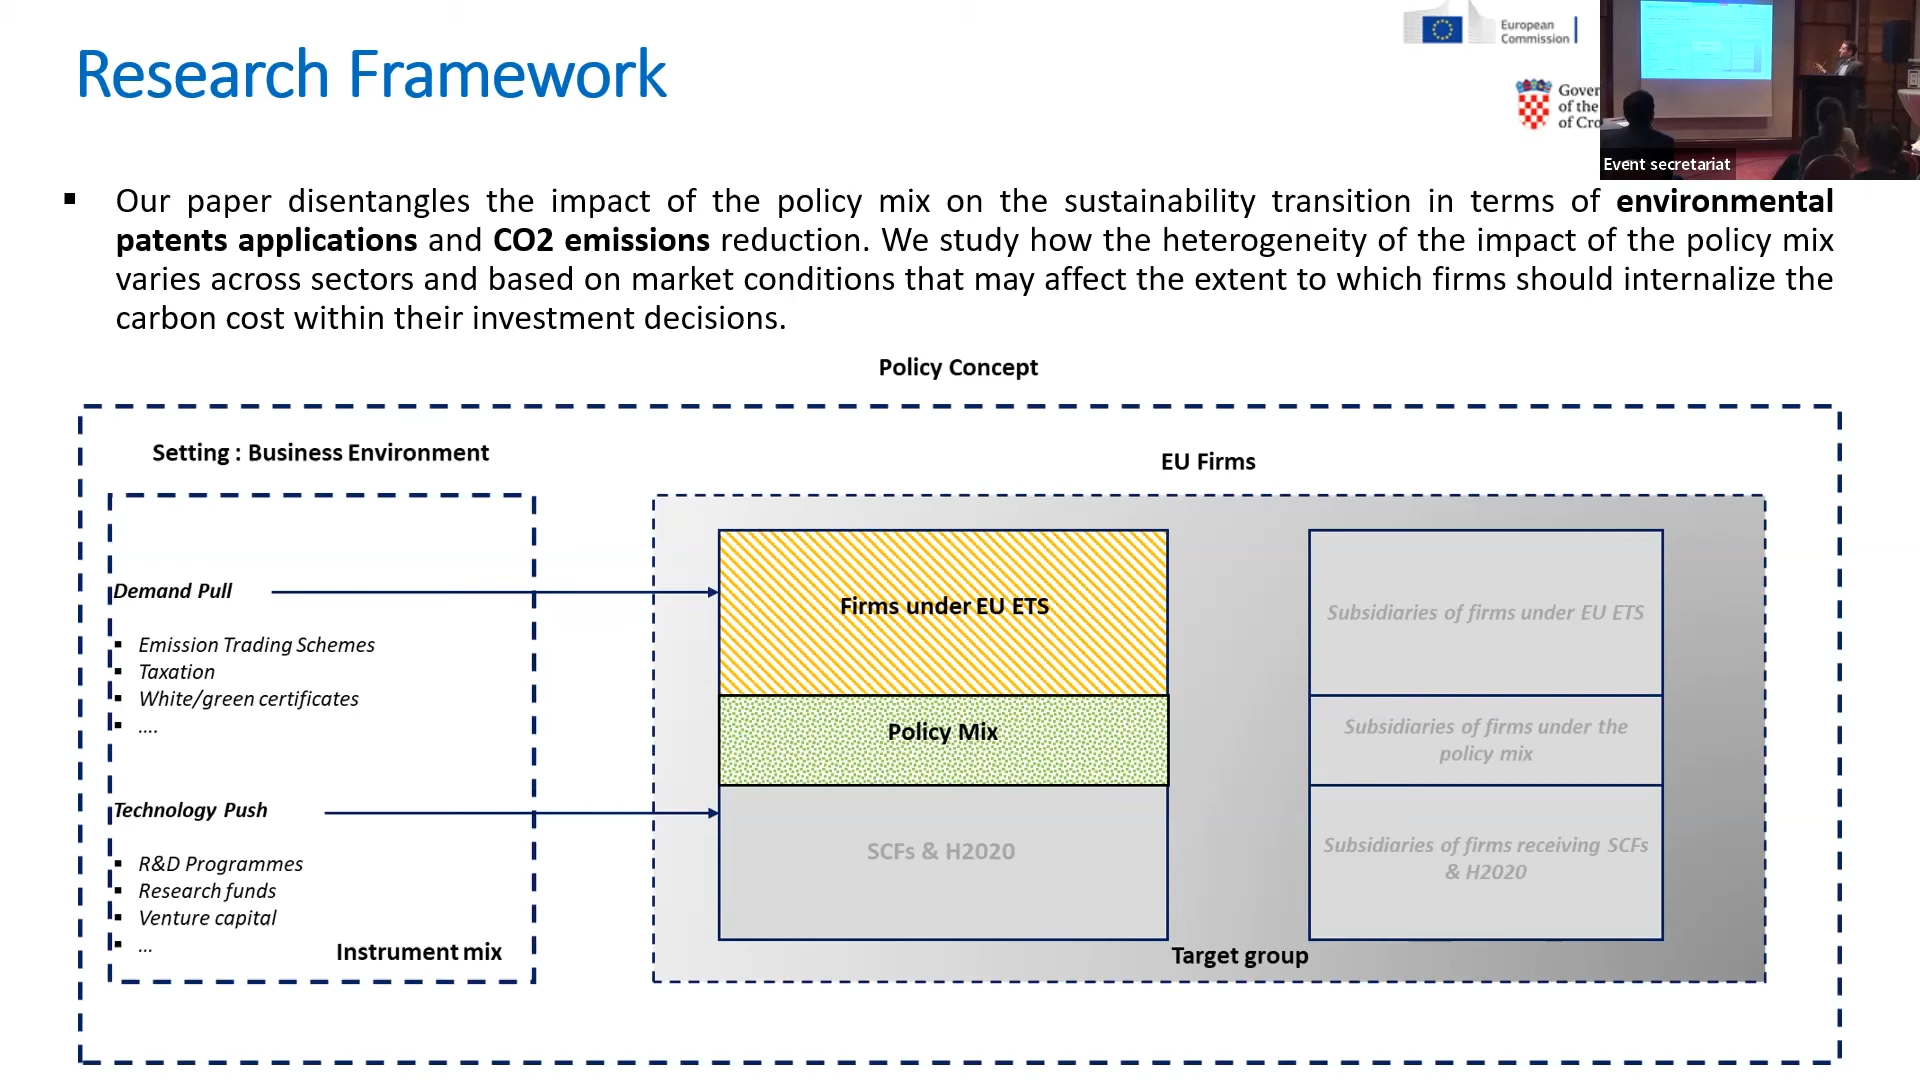 Research Framework
European
Commission
Gover
of the
of Cro
Event secretariat
▪ Our paper disentangles the impact of the policy mix on the sustainability transition in terms of environmental
patents applications and CO2 emissions reduction. We study how the heterogeneity of the impact of the policy mix
varies across sectors and based on market conditions that may affect the extent to which firms should internalize the
carbon cost within their investment decisions.
Policy Concept
Setting : Business Environment
EU Firms
Demand Pull
▪ Emission Trading Schemes
▪ Taxation
▪ White/green certificates
▪ ....
Technology Push
▪ R&D Programmes
▪ Research funds
▪ Venture capital
▪ ...
Instrument mix
Firms under EU ETS
Policy Mix
SCFs & H2020
Subsidiaries of firms under EU ETS
Subsidiaries of firms under the
policy mix
Subsidiaries of firms receiving SCFs
& H2020
Target group